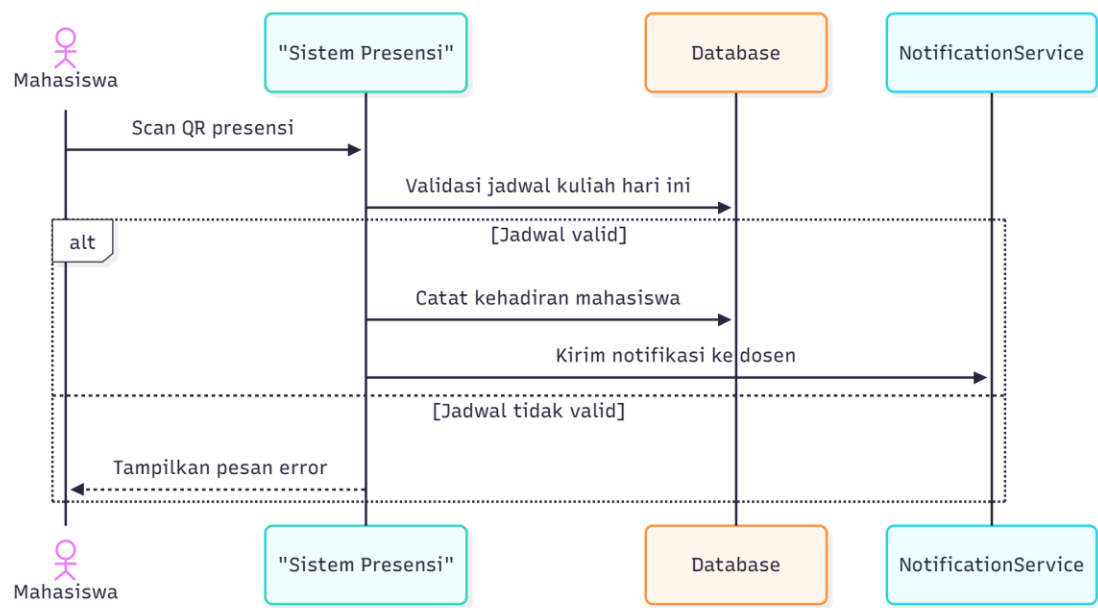 Mahasiswa
"Sistem Presensi"
Database
NotificationService
Scan QR presensi
Validasi jadwal kuliah hari ini
alt
[Jadwal valid]
Catat kehadiran mahasiswa
Kirim notifikasi ke dosen
[Jadwal tidak valid]
Tampilkan pesan error
Mahasiswa
"Sistem Presensi"
Database
NotificationService